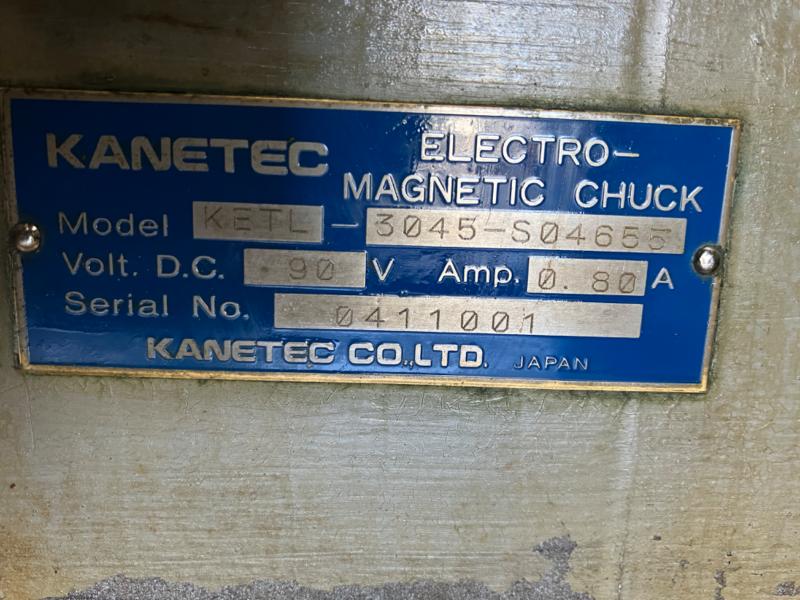 KANETEC
ELECTRO-
MAGNETIC CHUCK
Model KETL - 3045-S04655
Volt. D.C. 90 V Amp. 0.80 A
Serial No. 0411001
KANETEC CO.,LTD. JAPAN